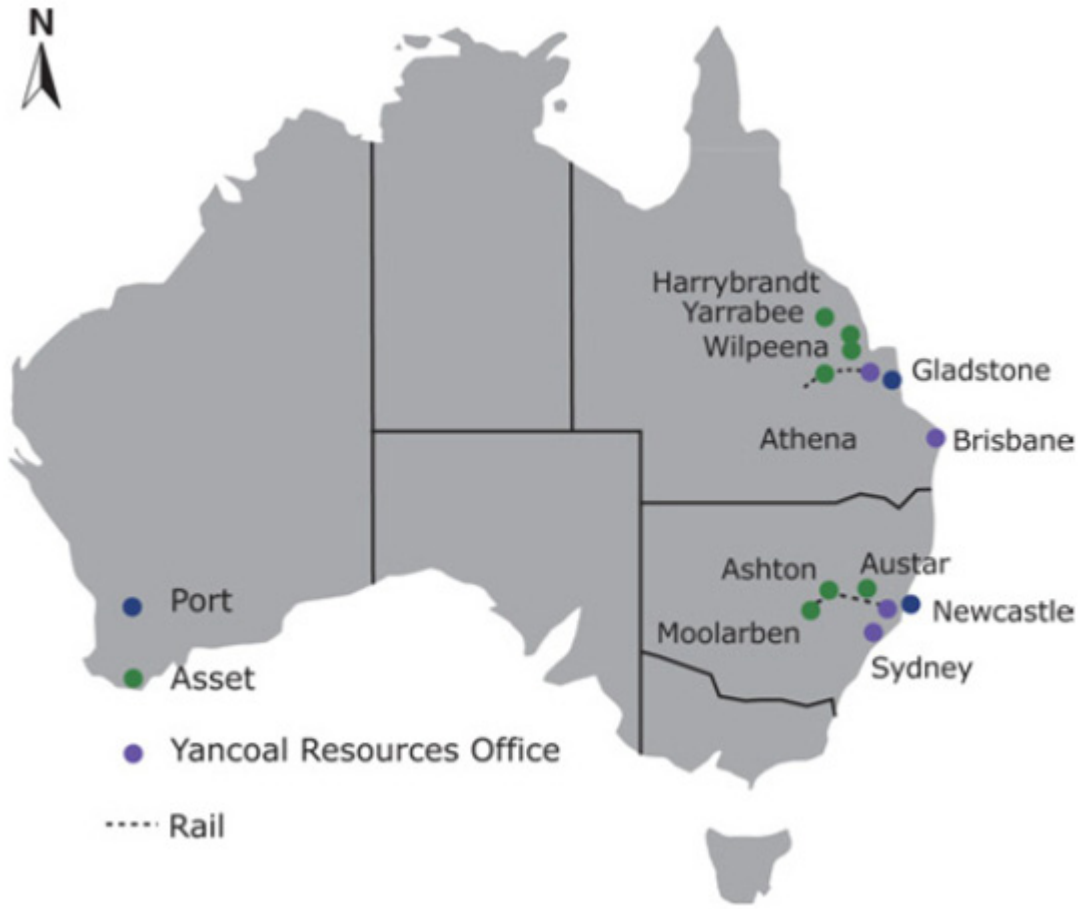 N
Harrybrandt
Yarrabee
Wilpeena
Gladstone
Athena
Brisbane
Ashton
Austar
Newcastle
Moolarben
Sydney
Port
Asset
Yancoal Resources Office
Rail